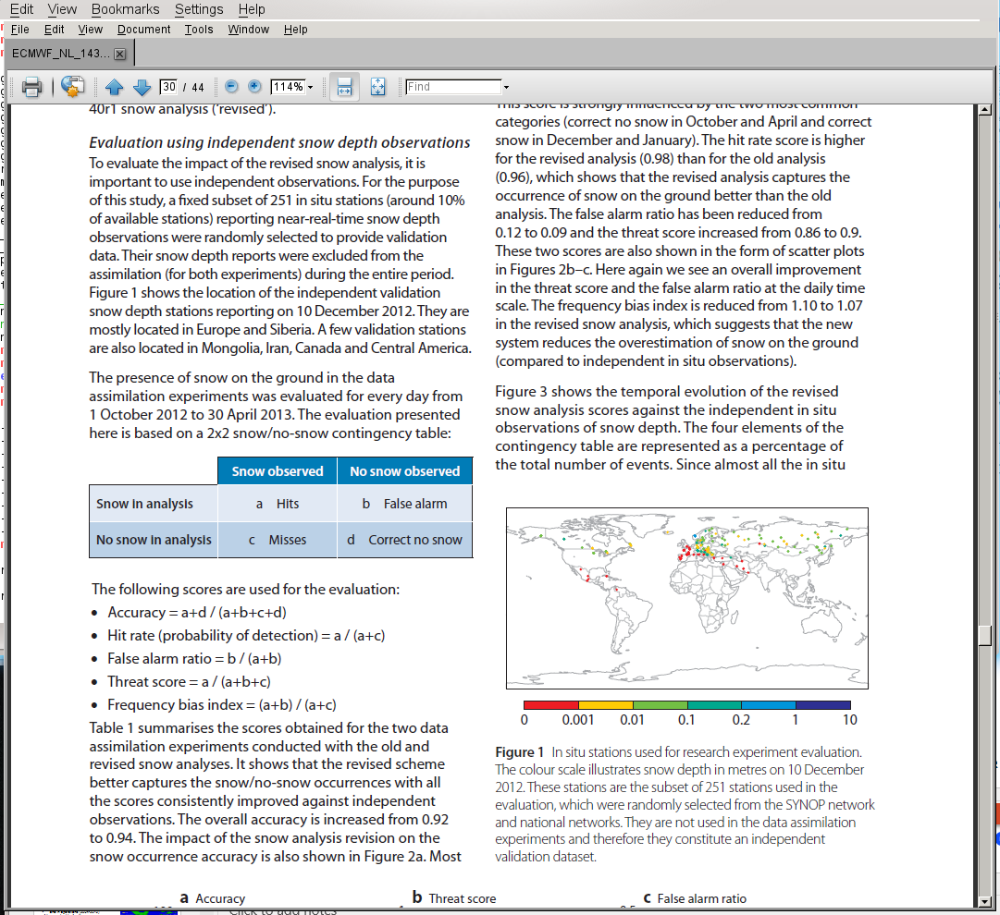 Edit View Bookmarks Settings Help
File Edit View Document Tools Window Help
ECMWF_NL_143...
30 / 44 114% Find
40r1 snow analysis ('revised').
Evaluation using independent snow depth observations
To evaluate the impact of the revised snow analysis, it is
important to use independent observations. For the purpose
of this study, a fixed subset of 251 in situ stations (around 10%
of available stations) reporting near-real-time snow depth
observations were randomly selected to provide validation
data. Their snow depth reports were excluded from the
assimilation (for both experiments) during the entire period.
Figure 1 shows the location of the independent validation
snow depth stations reporting on 10 December 2012. They are
mostly located in Europe and Siberia. A few validation stations
are also located in Mongolia, Iran, Canada and Central America.
The presence of snow on the ground in the data
assimilation experiments was evaluated for every day from
1 October 2012 to 30 April 2013. The evaluation presented
here is based on a 2x2 snow/no-snow contingency table:
Snow observed No snow observed
Snow in analysis a Hits b False alarm
No snow in analysis c Misses d Correct no snow
The following scores are used for the evaluation:
• Accuracy = a+d / (a+b+c+d)
• Hit rate (probability of detection) = a / (a+c)
• False alarm ratio = b / (a+b)
• Threat score = a / (a+b+c)
• Frequency bias index = (a+b) / (a+c)
Table 1 summarises the scores obtained for the two data
assimilation experiments conducted with the old and
revised snow analyses. It shows that the revised scheme
better captures the snow/no-snow occurrences with all
the scores consistently improved against independent
observations. The overall accuracy is increased from 0.92
to 0.94. The impact of the snow analysis revision on the
snow occurrence accuracy is also shown in Figure 2a. Most
This score is strongly influenced by the two most common
categories (correct no snow in October and April and correct
snow in December and January). The hit rate score is higher
for the revised analysis (0.98) than for the old analysis
(0.96), which shows that the revised analysis captures the
occurrence of snow on the ground better than the old
analysis. The false alarm ratio has been reduced from
0.12 to 0.09 and the threat score increased from 0.86 to 0.9.
These two scores are also shown in the form of scatter plots
in Figures 2b–c. Here again we see an overall improvement
in the threat score and the false alarm ratio at the daily time
scale. The frequency bias index is reduced from 1.10 to 1.07
in the revised snow analysis, which suggests that the new
system reduces the overestimation of snow on the ground
(compared to independent in situ observations).
Figure 3 shows the temporal evolution of the revised
snow analysis scores against the independent in situ
observations of snow depth. The four elements of the
contingency table are represented as a percentage of
the total number of events. Since almost all the in situ
0 0.001 0.01 0.1 0.2 1 10
Figure 1 In situ stations used for research experiment evaluation.
The colour scale illustrates snow depth in metres on 10 December
2012. These stations are the subset of 251 stations used in the
evaluation, which were randomly selected from the SYNOP network
and national networks. They are not used in the data assimilation
experiments and therefore they constitute an independent
validation dataset.
a Accuracy b Threat score c False alarm ratio
Click to add notes